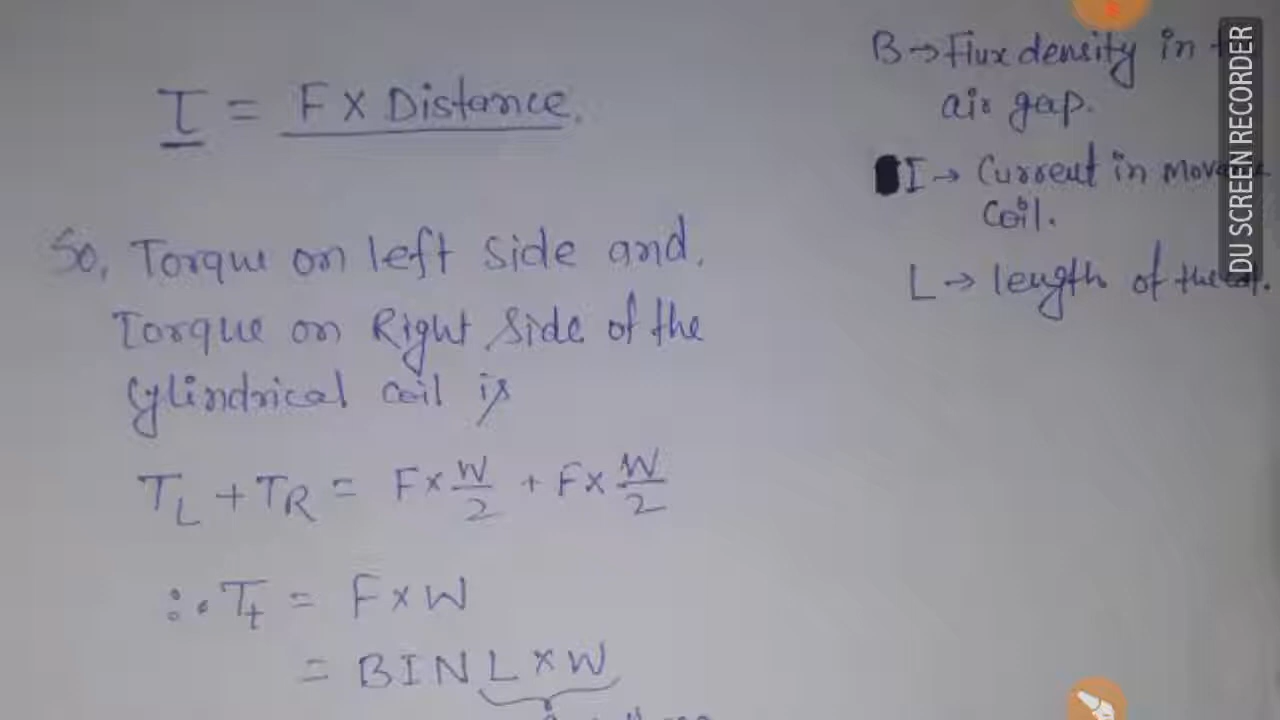 T = F X Distance.
So, Torque on left side and,
Torque on Right Side of the
Cylindrical coil is
T_L + T_R = F × W/2 + F × W/2
∴ T_t = F × W
= B I N L × W
B → Flux density in
air gap.
I → Current in
Coil.
L → length of the
DU SCREEN RECORDER